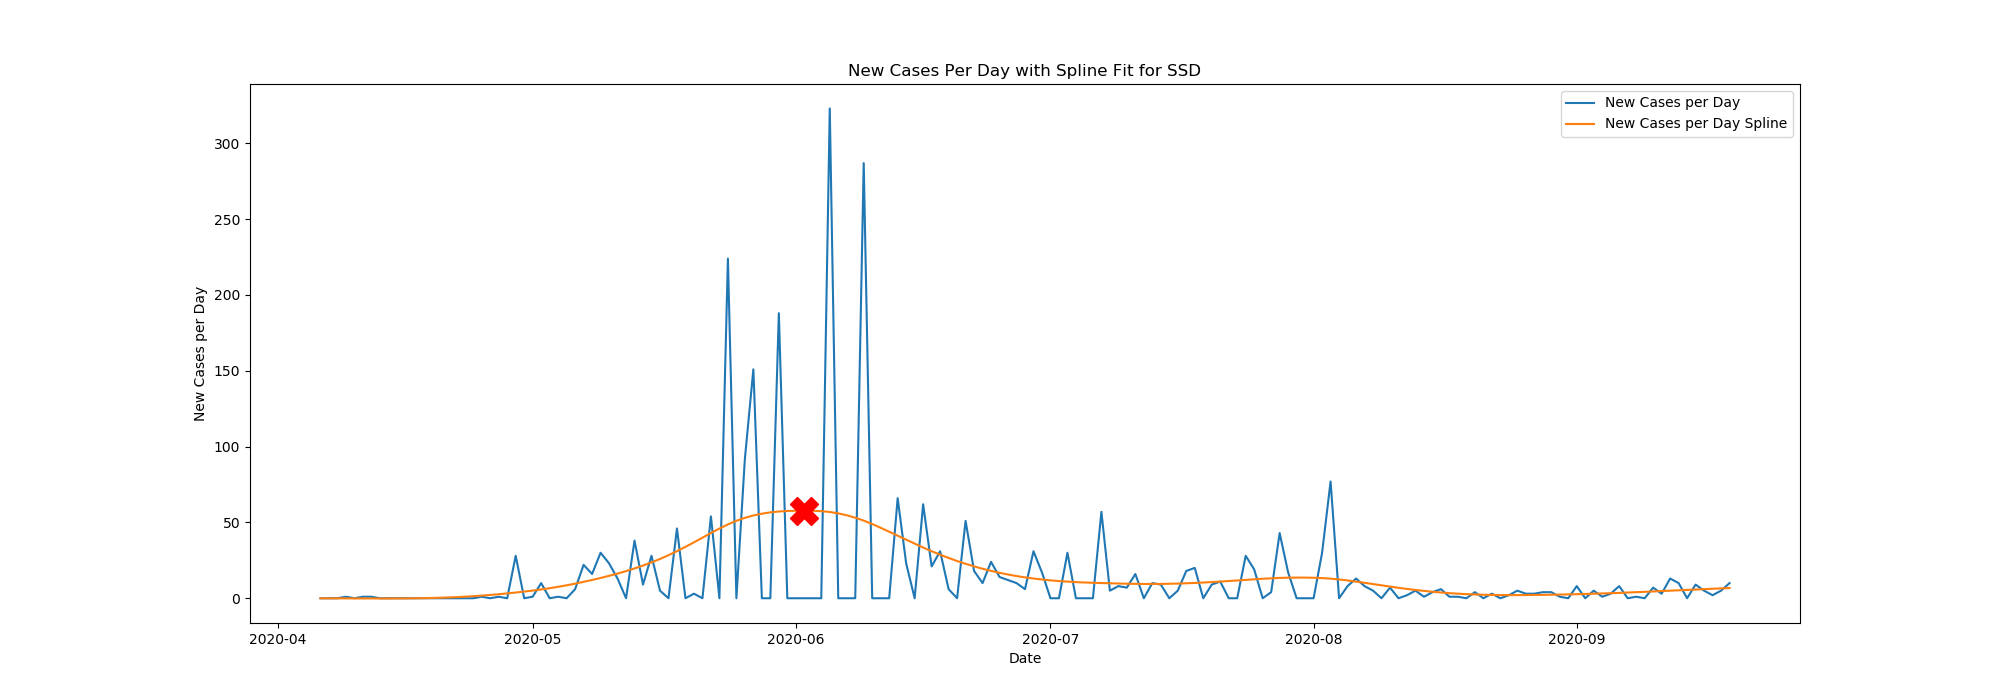 New Cases Per Day with Spline Fit for SSD
New Cases per Day
New Cases per Day Spline
300
250
200
150
100
50
0
New Cases per Day
2020-04
2020-05
2020-06
2020-07
2020-08
2020-09
Date